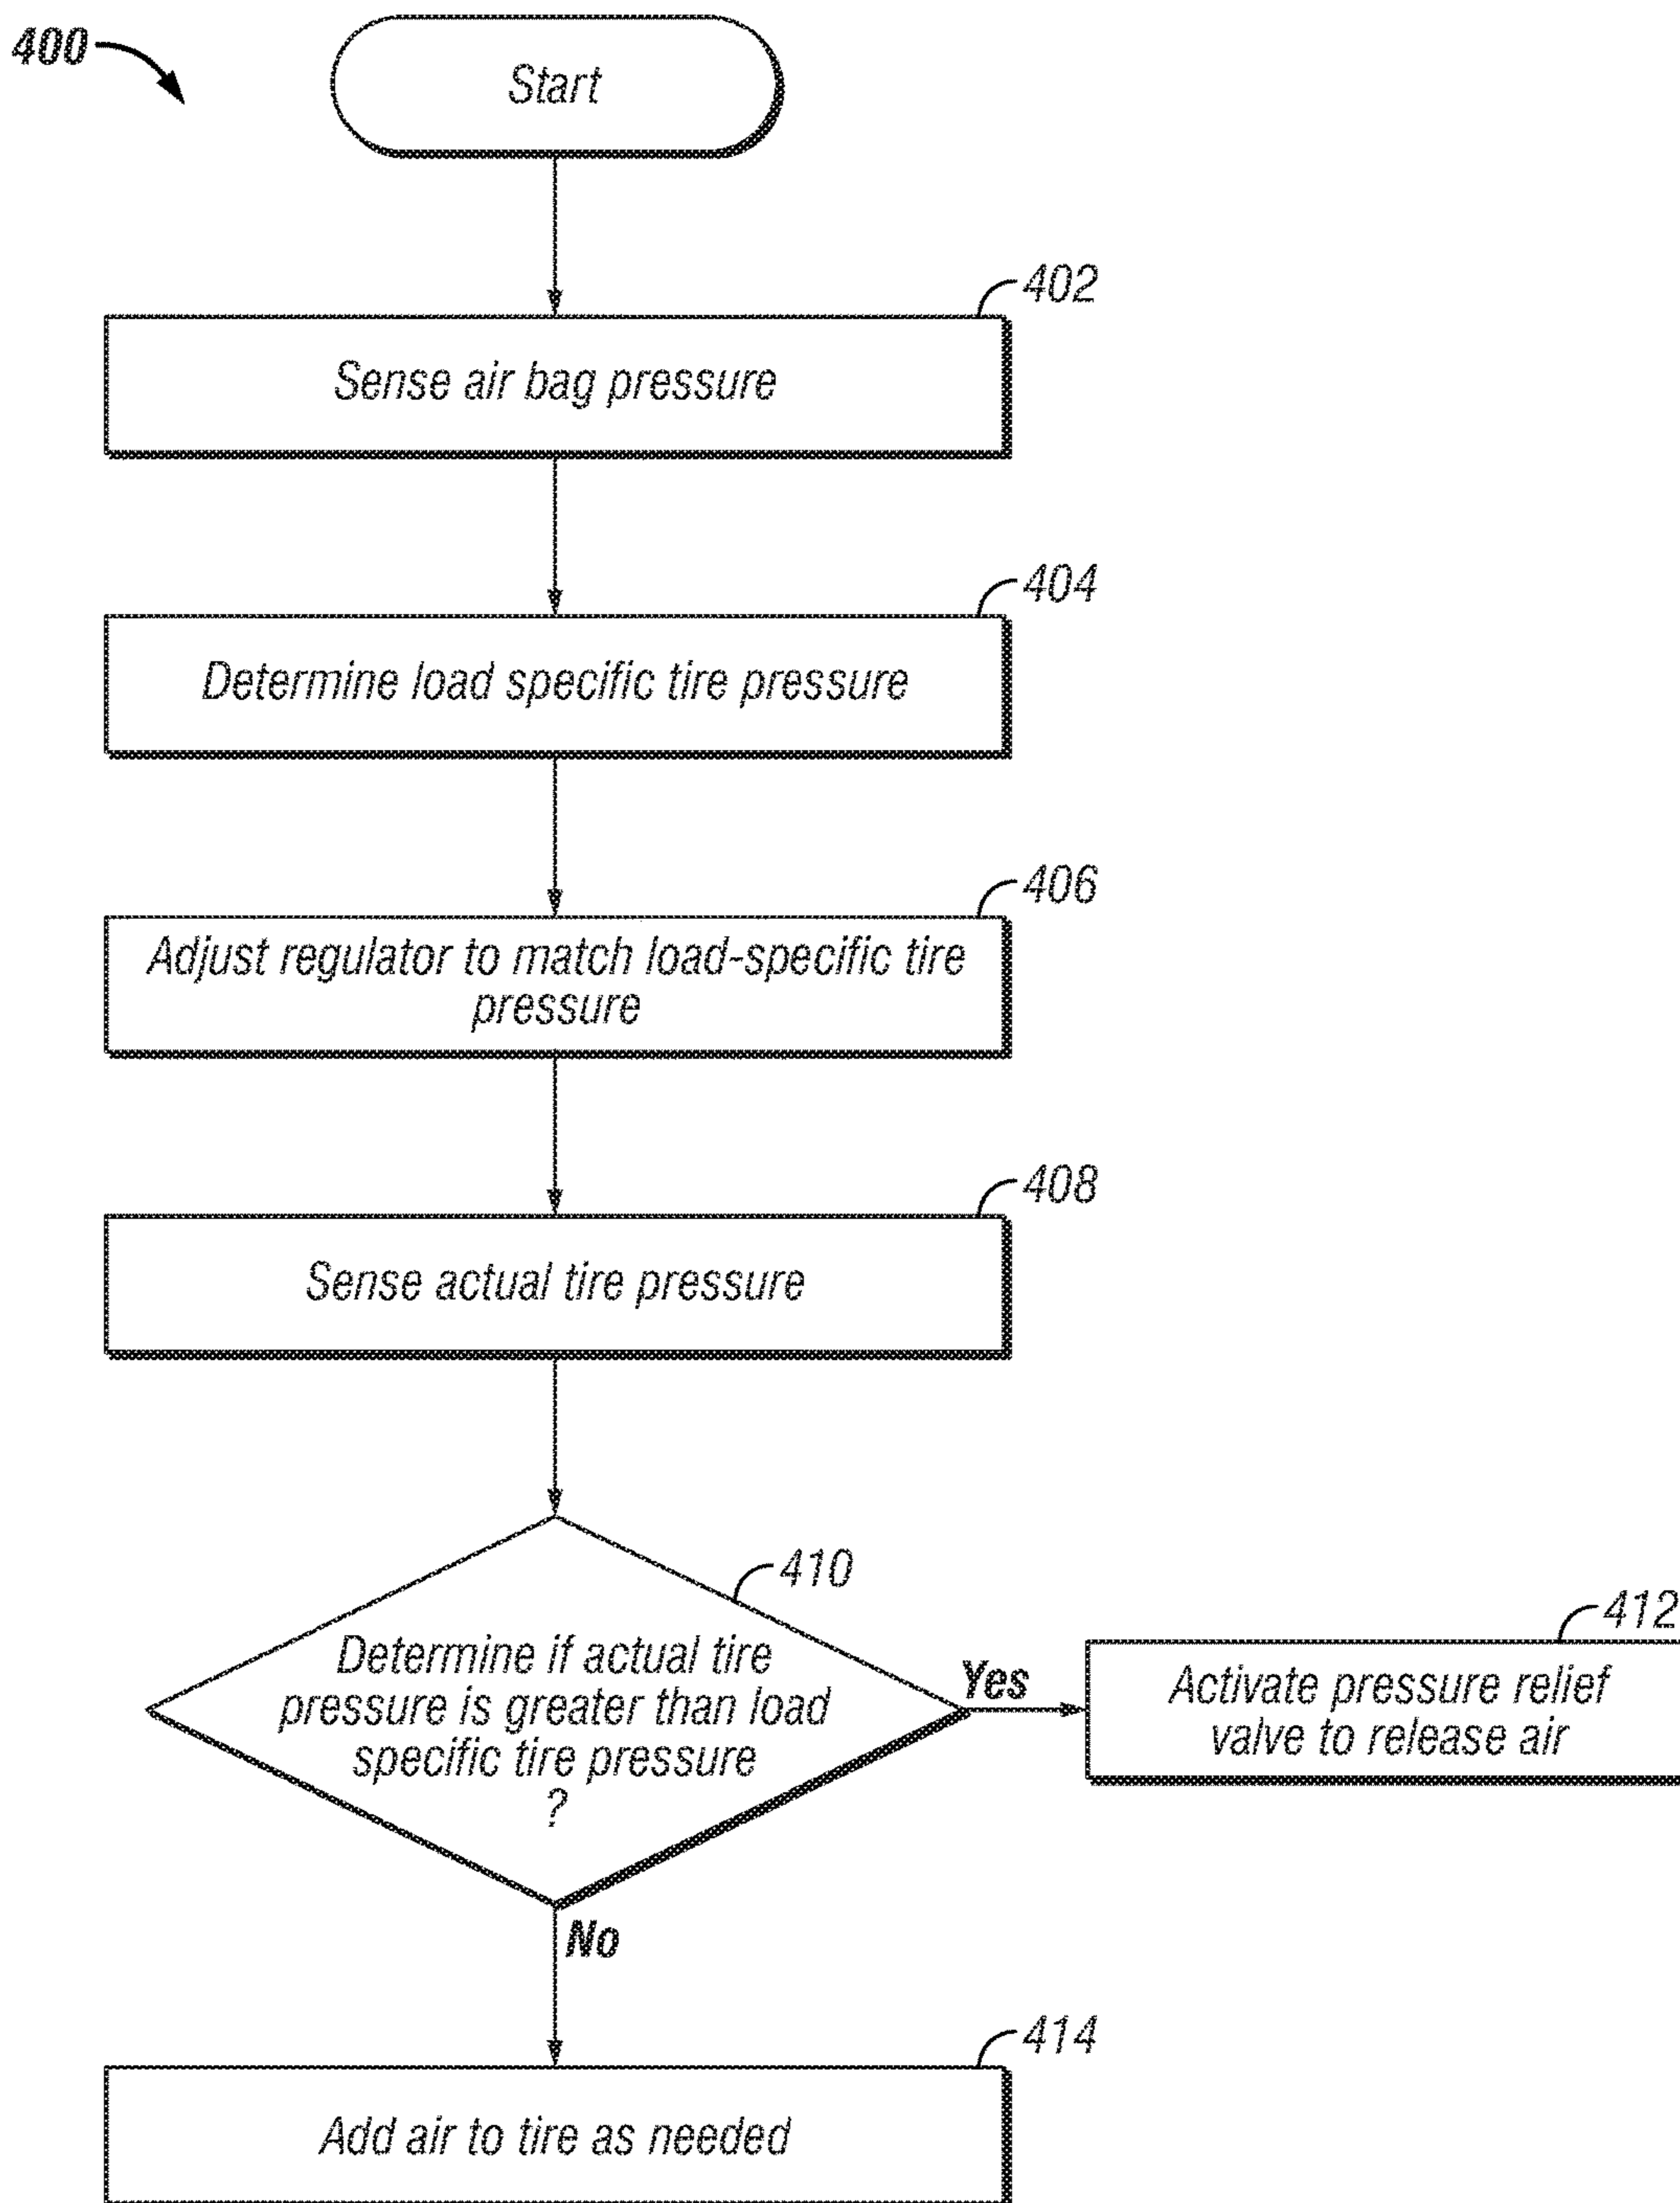 400
Start
402
Sense air bag pressure
404
Determine load specific tire pressure
406
Adjust regulator to match load-specific tire
pressure
408
Sense actual tire pressure
410
Determine if actual tire
pressure is greater than load
specific tire pressure
?
Yes
412
Activate pressure relief
valve to release air
No
414
Add air to tire as needed